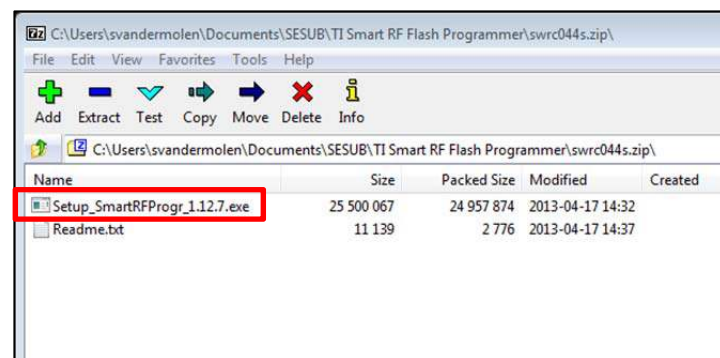 C:\Users\svandermolen\Documents\SESUB\TI Smart RF Flash Programmer\swrc044s.zip\
File Edit View Favorites Tools Help
Add Extract Test Copy Move Delete Info
C:\Users\svandermolen\Documents\SESUB\TI Smart RF Flash Programmer\swrc044s.zip\
Name Size Packed Size Modified Created
Setup_SmartRFProgr_1.12.7.exe 25 500 067 24 957 874 2013-04-17 14:32
Readme.txt 11 139 2 776 2013-04-17 14:37